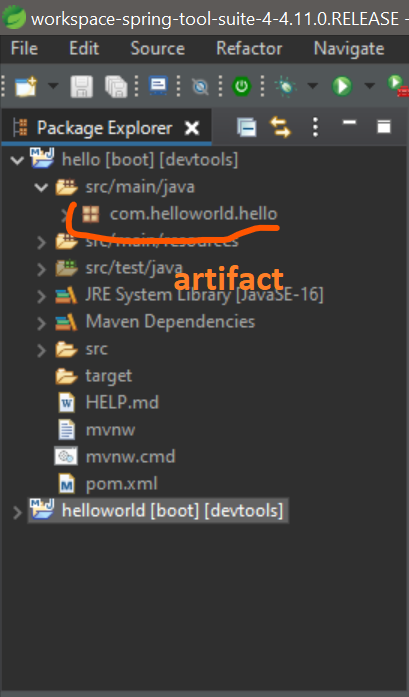 workspace-spring-tool-suite-4-4.11.0.RELEASE -
File Edit Source Refactor Navigate
Package Explorer
hello [boot] [devtools]
src/main/java
com.helloworld.hello
src/main/resources
src/test/java
artifact
JRE System Library [JavaSE-16]
Maven Dependencies
src
target
HELP.md
mvnw
mvnw.cmd
pom.xml
helloworld [boot] [devtools]